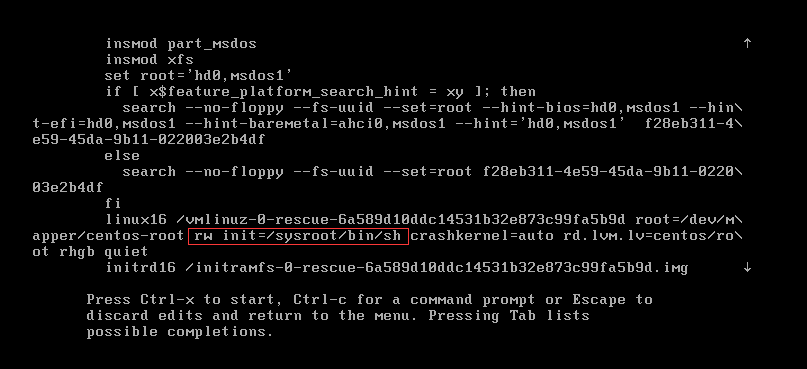 insmod part_msdos
insmod xfs
set root='hd0,msdos1'
if [ x$feature_platform_search_hint = xy ]; then
search --no-floppy --fs-uuid --set=root --hint-bios=hd0,msdos1 --hin\
t-efi=hd0,msdos1 --hint-baremetal=ahci0,msdos1 --hint='hd0,msdos1'  f28eb311-4\
e59-45da-9b11-022003e2b4df
else
search --no-floppy --fs-uuid --set=root f28eb311-4e59-45da-9b11-0220\
03e2b4df
fi
linux16 /vmlinuz-0-rescue-6a589d10ddc14531b32e873c99fa5b9d root=/dev/m\
apper/centos-root rw init=/sysroot/bin/sh crashkernel=auto rd.lvm.lv=centos/ro\
ot rhgb quiet
initrd16 /initramfs-0-rescue-6a589d10ddc14531b32e873c99fa5b9d.img
Press Ctrl-x to start, Ctrl-c for a command prompt or Escape to
discard edits and return to the menu. Pressing Tab lists
possible completions.